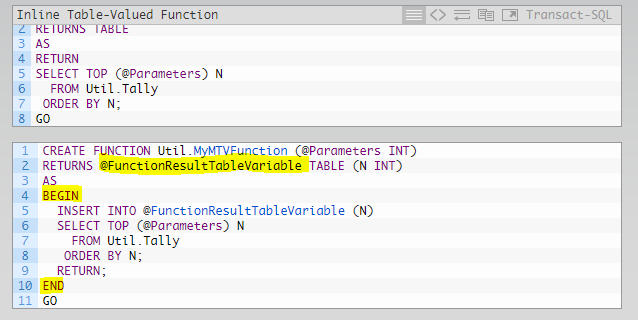 Inline Table-Valued Function Transact-SQL
2 RETURNS TABLE
3 AS
4 RETURN
5 SELECT TOP (@Parameters) N
6 FROM Util.Tally
7 ORDER BY N;
8 GO
1 CREATE FUNCTION Util.MyMTVFunction (@Parameters INT)
2 RETURNS @FunctionResultTableVariable TABLE (N INT)
3 AS
4 BEGIN
5 INSERT INTO @FunctionResultTableVariable (N)
6 SELECT TOP (@Parameters) N
7 FROM Util.Tally
8 ORDER BY N;
9 RETURN;
10 END
11 GO